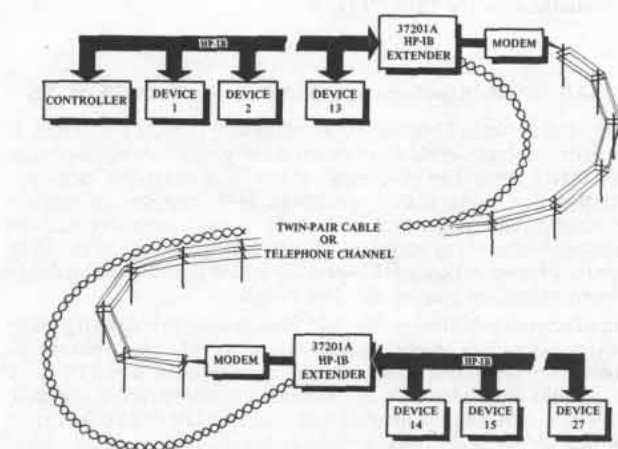 37201A
HP-IB
EXTENDER
MODEM
HP-IB
CONTROLLER
DEVICE
1
DEVICE
2
DEVICE
13
TWIN-PAIR CABLE
OR
TELEPHONE CHANNEL
MODEM
37201A
HP-IB
EXTENDER
HP-IB
DEVICE
14
DEVICE
15
DEVICE
27